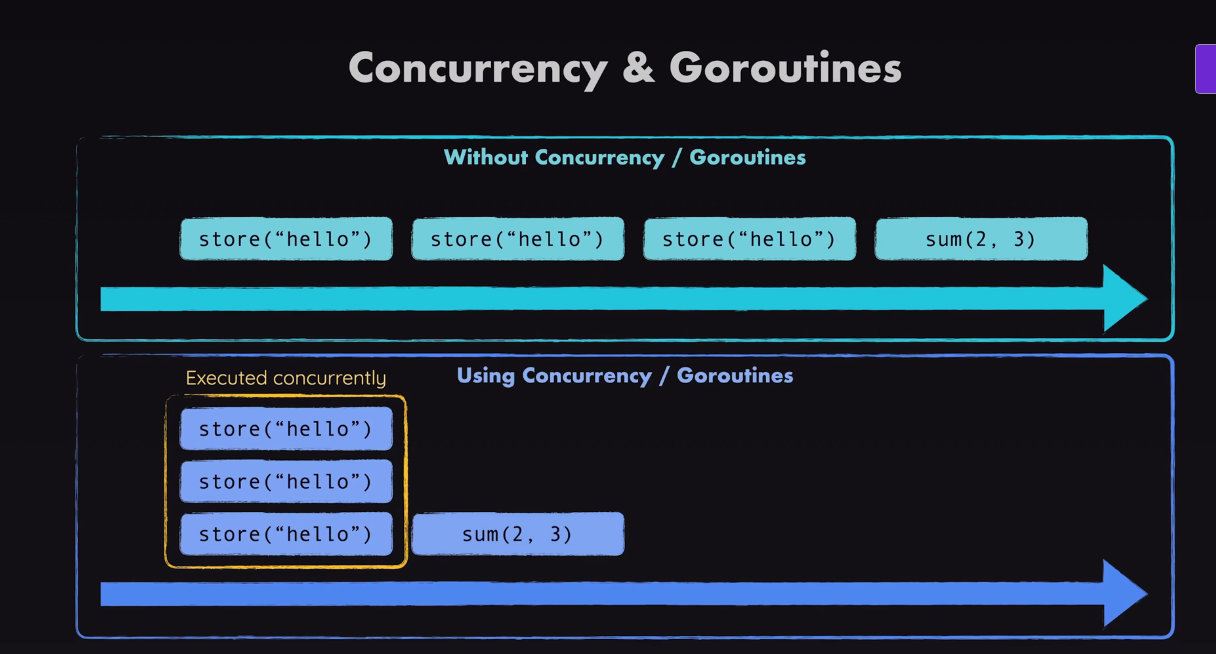 Concurrency & Goroutines
Without Concurrency / Goroutines
store(“hello”)
store(“hello”)
store(“hello”)
sum(2, 3)
Executed concurrently
Using Concurrency / Goroutines
store(“hello”)
store(“hello”)
store(“hello”)
sum(2, 3)